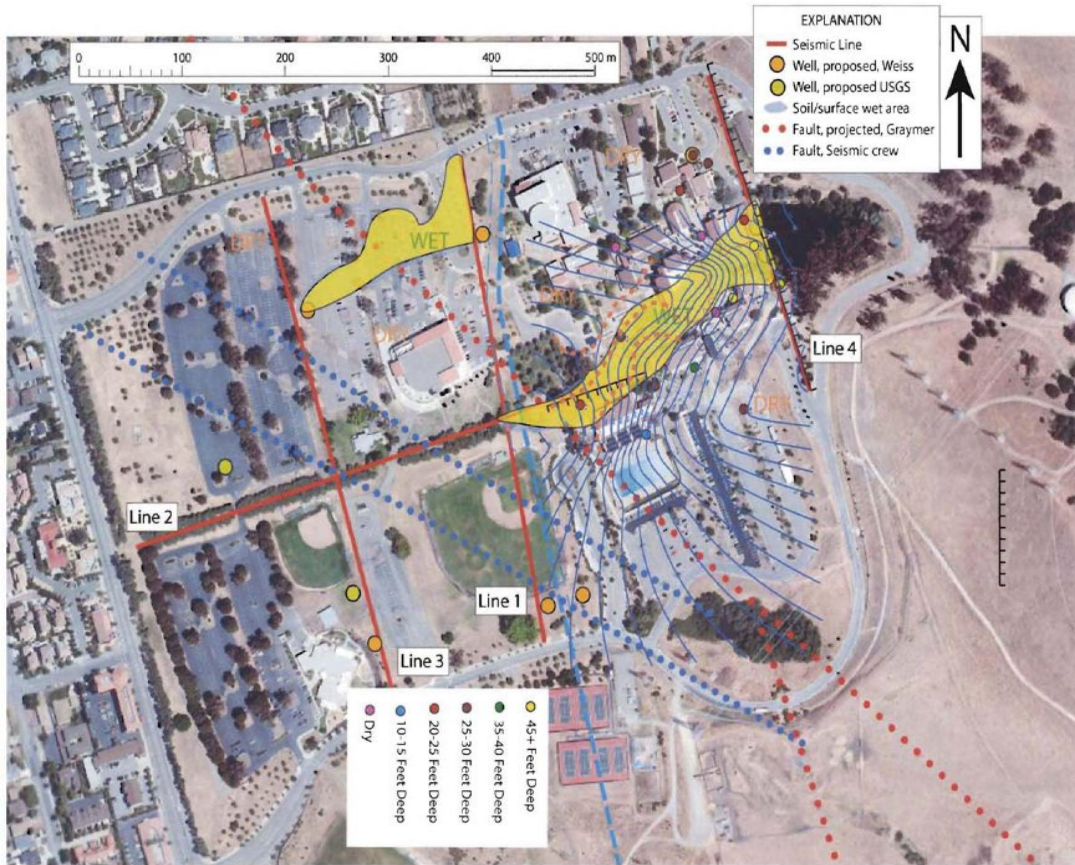 EXPLANATION
Seismic Line
Well, proposed, Weiss
Well, proposed USGS
Soil/surface wet area
Fault, projected, Graymer
Fault, Seismic crew
N
0 100 200 300 400 500 m
DRY
DRY
WET
DRY
DRY
WET
DRY
Line 4
Line 2
Line 1
Line 3
45+ Feet Deep
35-40 Feet Deep
25-30 Feet Deep
20-25 Feet Deep
10-15 Feet Deep
Dry